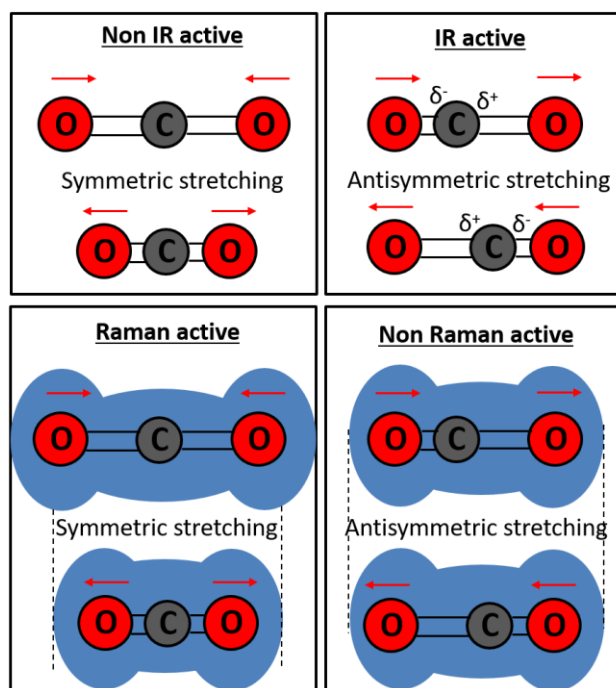 Non IR active
O C O
Symmetric stretching
O C O
IR active
δ- δ+
O C O
Antisymmetric stretching
δ+ δ-
O C O
Raman active
O C O
Symmetric stretching
O C O
Non Raman active
O C O
Antisymmetric stretching
O C O